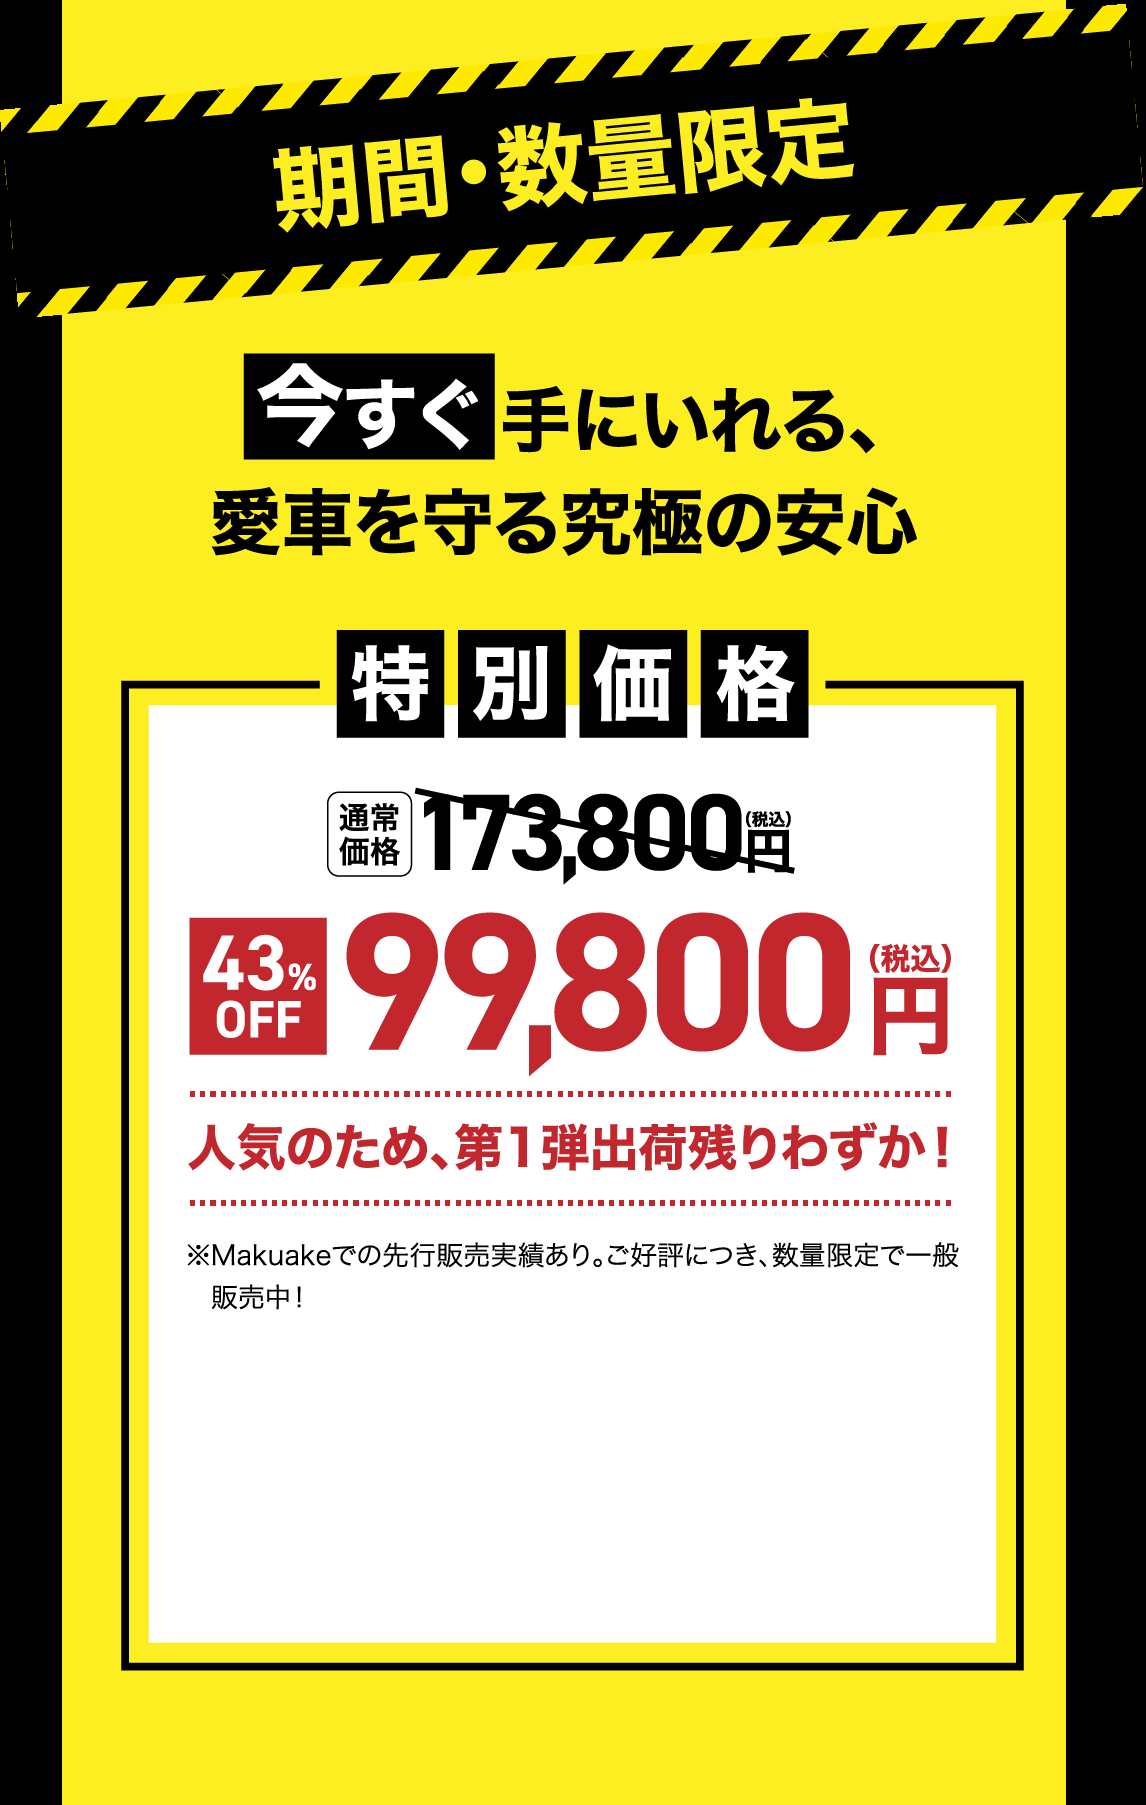 期間・数量限定
今すぐ手にいれる、
愛車を守る究極の安心
特別価格
通常価格 173,800円(税込)
43%OFF 99,800円(税込)
人気のため、第1弾出荷残りわずか！
※Makuakeでの先行販売実績あり。ご好評につき、数量限定で一般
販売中！